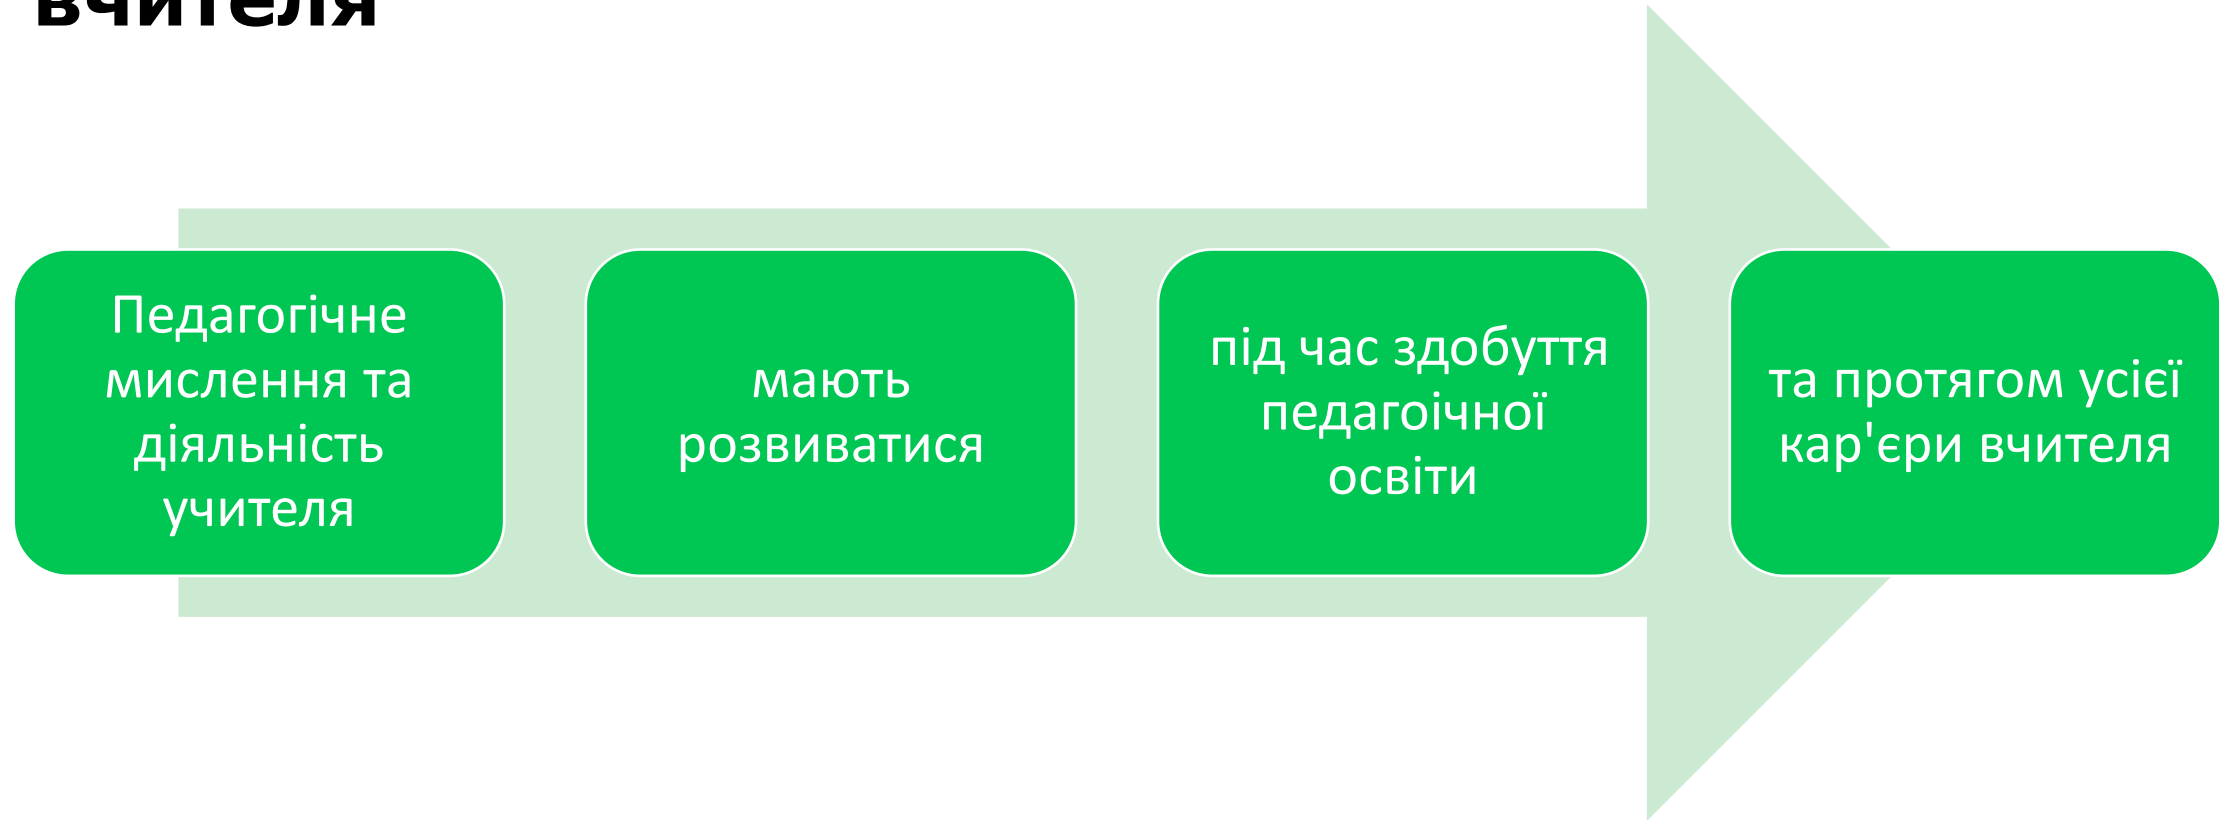 вчителя
Педагогічне
мислення та
діяльність
учителя
мають
розвиватися
під час здобуття
педагоічної
освіти
та протягом усієї
кар'єри вчителя